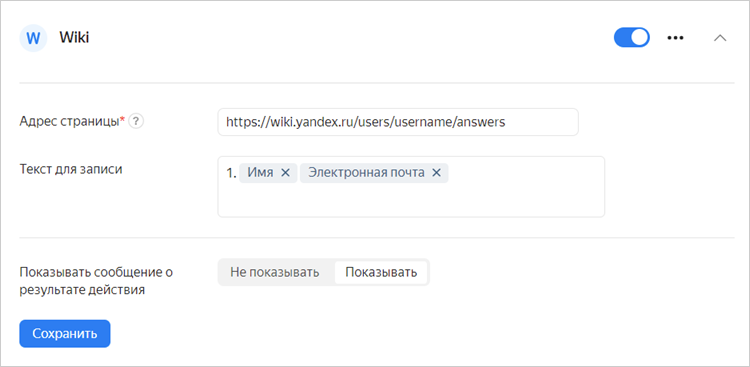 W Wiki
Адрес страницы* ?
https://wiki.yandex.ru/users/username/answers
Текст для записи
1. Имя × Электронная почта ×
Показывать сообщение о
результате действия
Не показывать Показывать
Сохранить